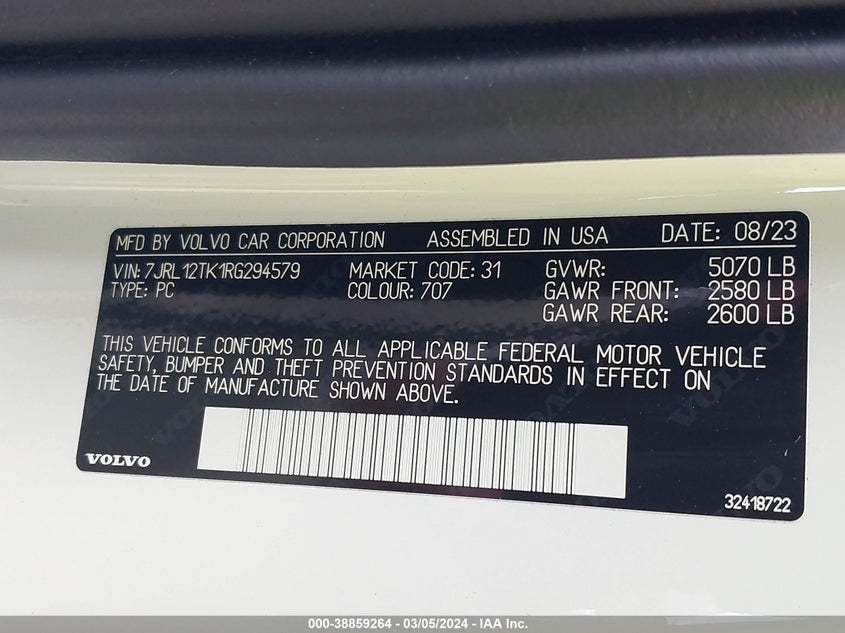 MFD BY VOLVO CAR CORPORATION ASSEMBLED IN USA DATE: 08/23
VIN: 7JRL12TK1RG294579 MARKET CODE: 31 GVWR: 5070 LB
TYPE: PC COLOUR: 707 GAWR FRONT: 2580 LB
GAWR REAR: 2600 LB
THIS VEHICLE CONFORMS TO ALL APPLICABLE FEDERAL MOTOR VEHICLE
SAFETY, BUMPER AND THEFT PREVENTION STANDARDS IN EFFECT ON
THE DATE OF MANUFACTURE SHOWN ABOVE.
VOLVO
32418722
000-38859264 - 03/05/2024 - IAA Inc.